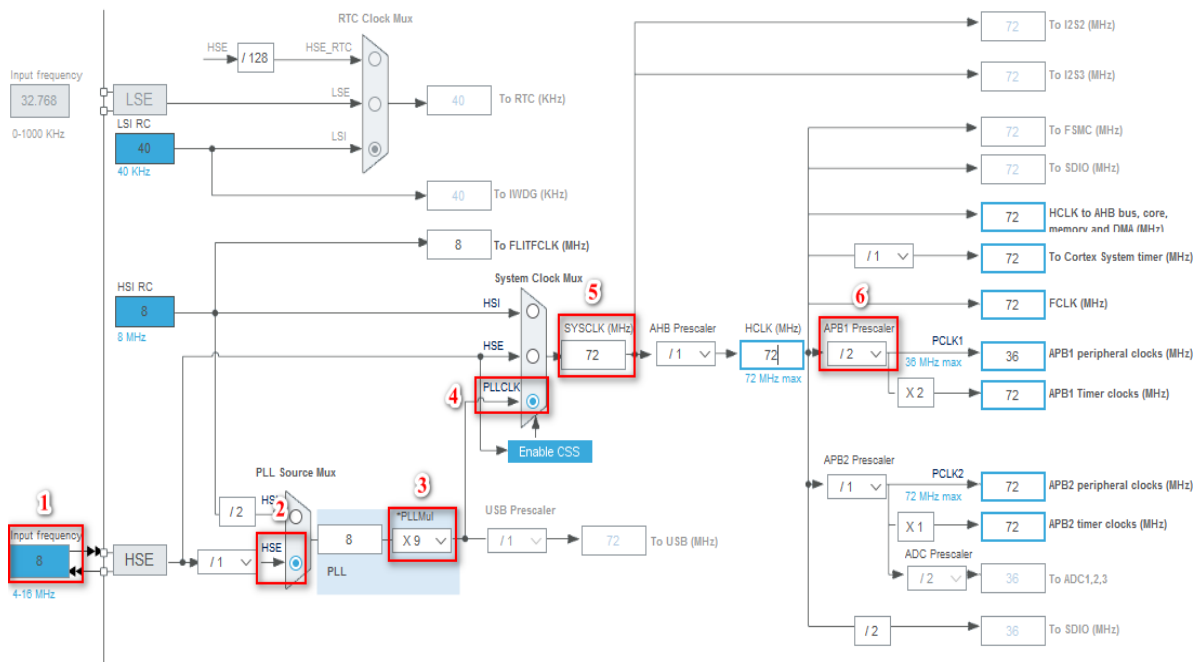 RTC Clock Mux
HSE
/ 128
HSE_RTC
Input frequency
32.768
0-1000 KHz
LSE
LSE
40
To RTC (KHz)
LSI RC
40
40 KHz
LSI
40
To IWDG (KHz)
8
To FLITFCLK (MHz)
HSI RC
8
8 MHz
System Clock Mux
HSI
HSE
4
PLLCLK
Enable CSS
5
SYSCLK (MHz)
72
AHB Prescaler
/ 1
HCLK (MHz)
72
72 MHz max
72
To I2S2 (MHz)
72
To I2S3 (MHz)
72
To FSMC (MHz)
72
To SDIO (MHz)
72
HCLK to AHB bus, core,
memory and DMA (MHz)
/ 1
72
To Cortex System timer (MHz)
72
FCLK (MHz)
6
APB1 Prescaler
/ 2
PCLK1
36 MHz max
36
APB1 peripheral clocks (MHz)
X 2
72
APB1 Timer clocks (MHz)
APB2 Prescaler
/ 1
PCLK2
72 MHz max
72
APB2 peripheral clocks (MHz)
X 1
72
APB2 timer clocks (MHz)
ADC Prescaler
/ 2
36
To ADC1,2,3
/ 2
36
To SDIO (MHz)
PLL Source Mux
/ 2
2
1
Input frequency
8
4-16 MHz
HSE
/ 1
HSE
8
PLL
3
*PLLMul
X 9
USB Prescaler
/ 1
72
To USB (MHz)